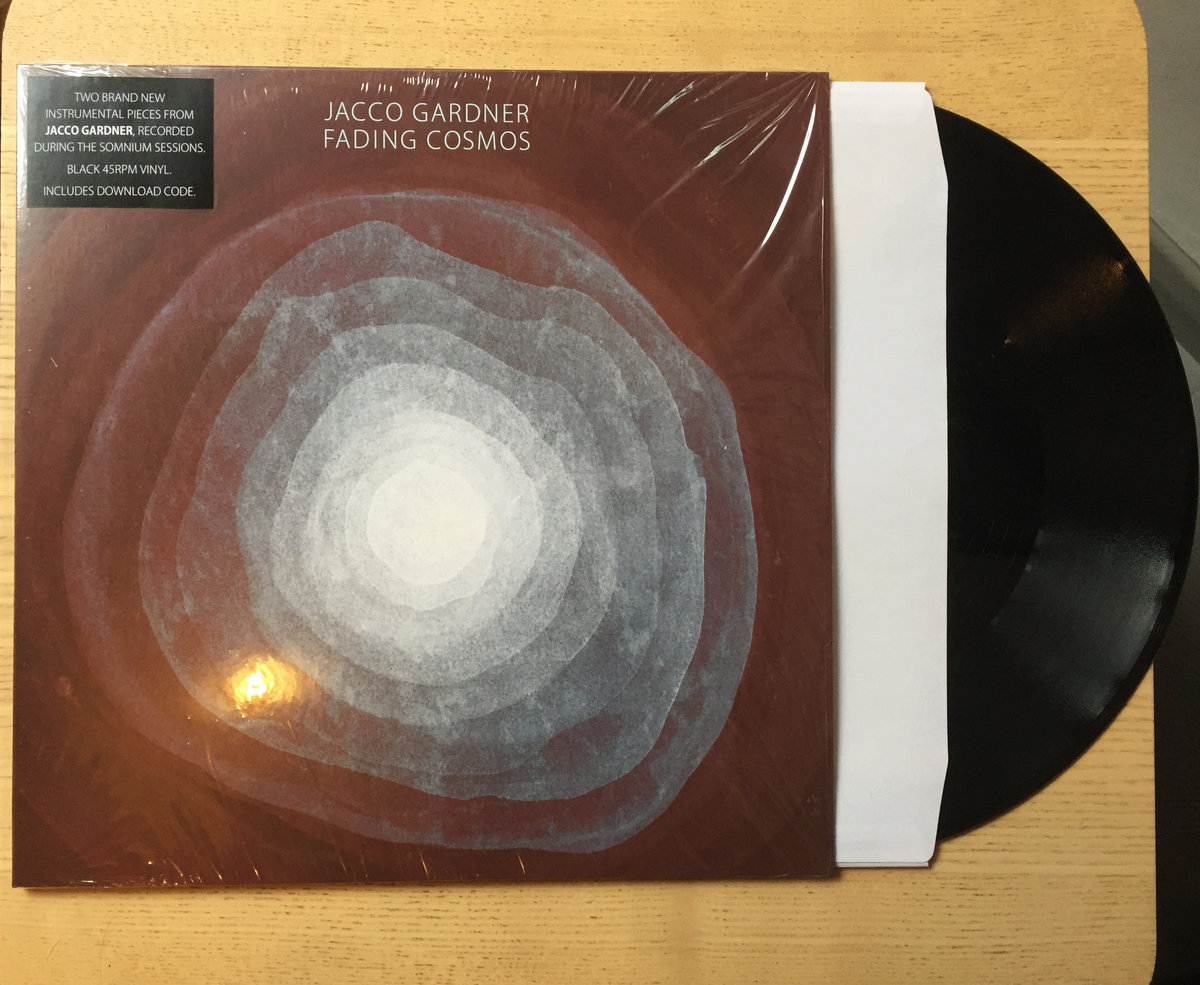 TWO BRAND NEW
INSTRUMENTAL PIECES FROM
JACCO GARDNER, RECORDED
DURING THE SOMNIUM SESSIONS.
BLACK 45RPM VINYL.
INCLUDES DOWNLOAD CODE.
JACCO GARDNER
FADING COSMOS